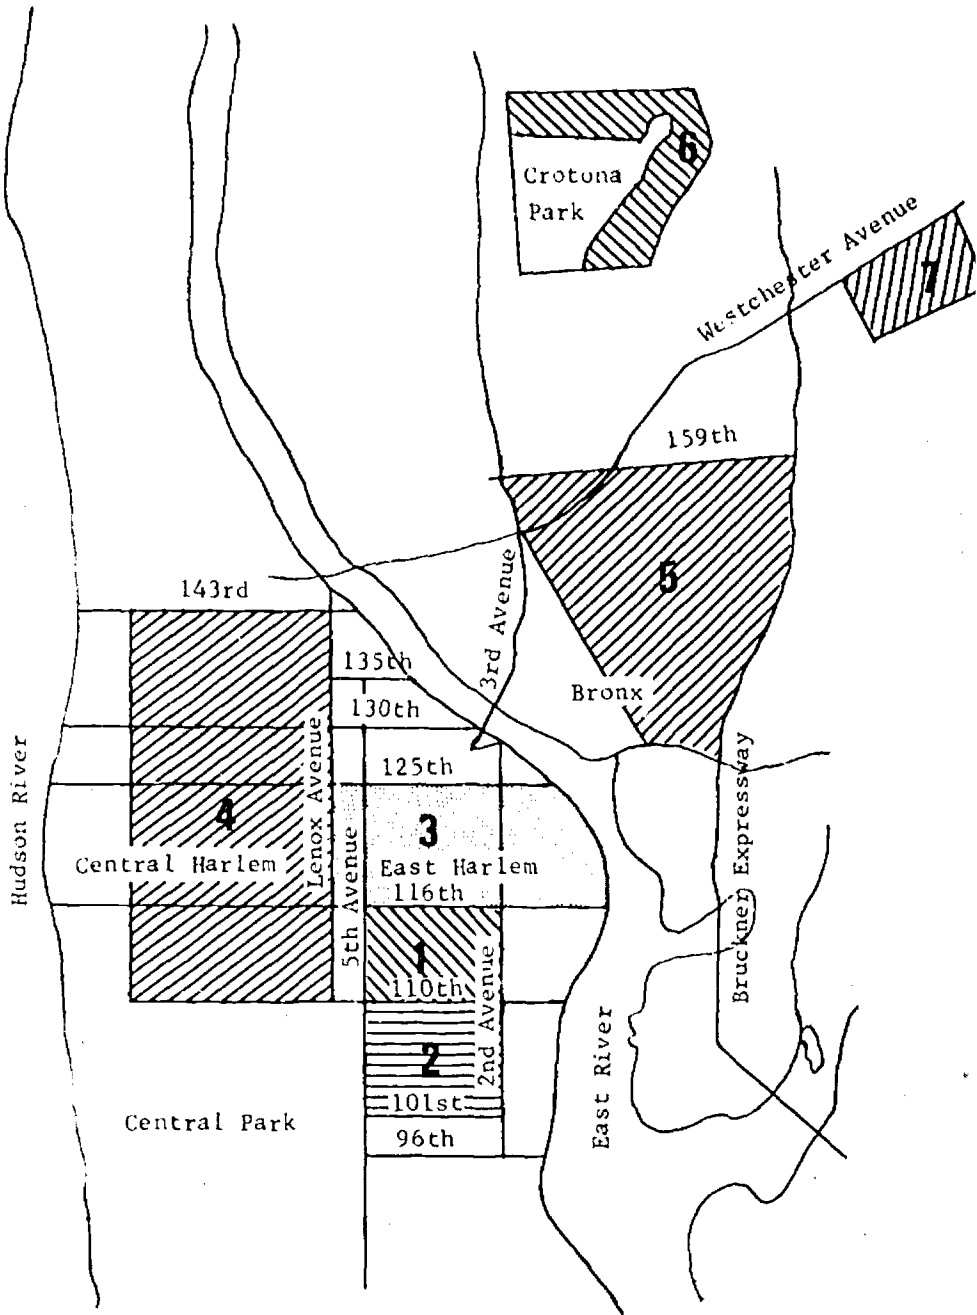 6
Crotona
Park
Westchester Avenue
7
159th
5
143rd
3rd Avenue
135th
Bronx
130th
Hudson River
Lenox Avenue
125th
Bruckner Expressway
4
3
5th Avenue
Central Harlem
East Harlem
116th
1
110th
2nd Avenue
2
East River
101st
Central Park
96th